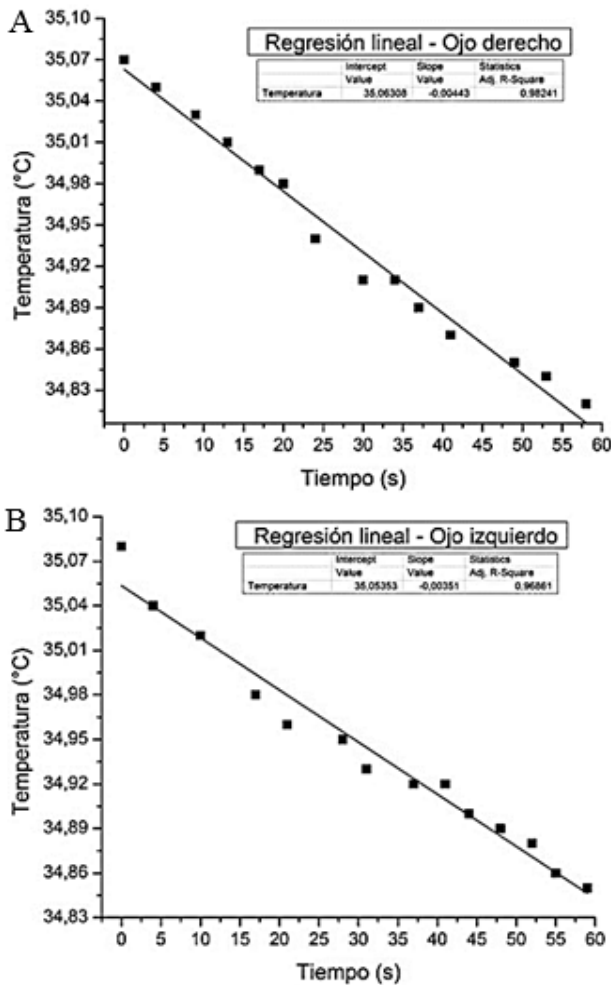 A
35,10
35,07
35,04
35,01
34,98
34,95
34,92
34,89
34,86
34,83
Temperatura (°C)
Regresión lineal - Ojo derecho
Intercept Slope Statistics
Value Value Adj. R-Square
Temperatura 35,06308 -0,00443 0,98241
0 5 10 15 20 25 30 35 40 45 50 55 60
Tiempo (s)
B
35,10
35,07
35,04
35,01
34,98
34,95
34,92
34,89
34,86
34,83
Temperatura (°C)
Regresión lineal - Ojo izquierdo
Intercept Slope Statistics
Value Value Adj. R-Square
Temperatura 35,05353 -0,00351 0,96861
0 5 10 15 20 25 30 35 40 45 50 55 60
Tiempo (s)